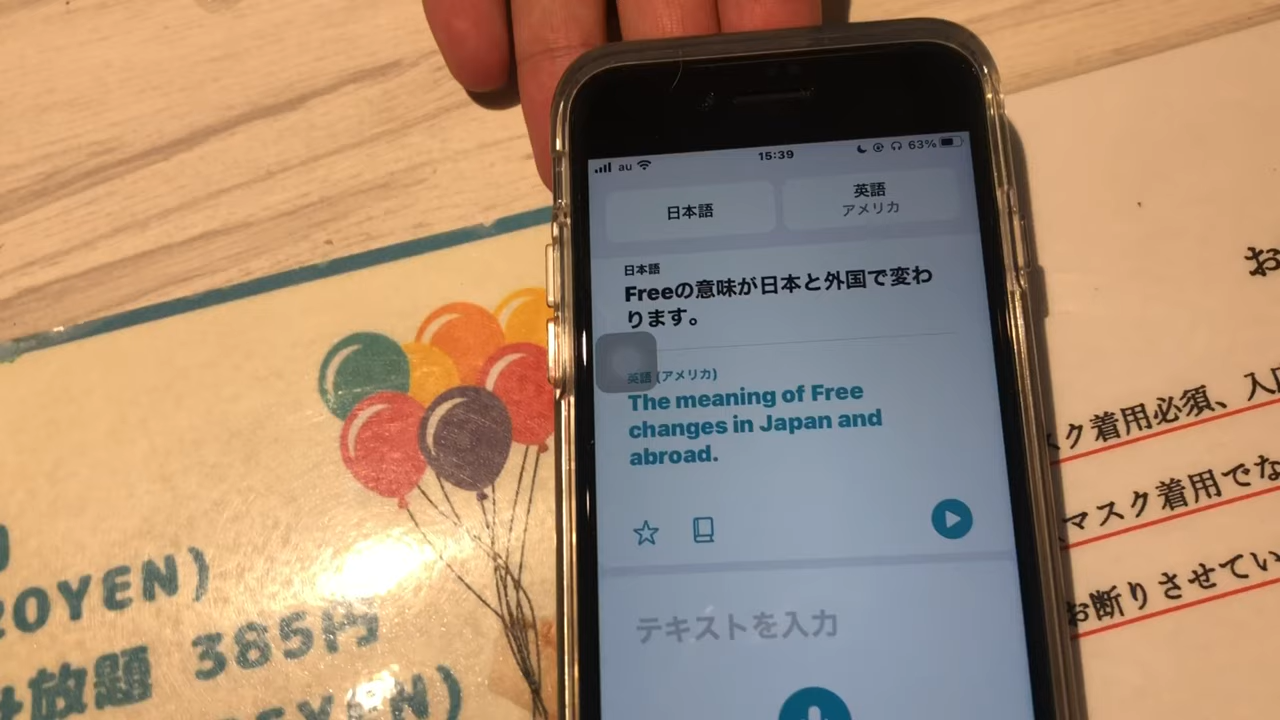 au
15:39
63%
日本語
英語
アメリカ
日本語
Freeの意味が日本と外国で変わ
ります。
英語 (アメリカ)
The meaning of Free
changes in Japan and
abroad.
テキストを入力
YEN)
放題 385円
YEN)
お
ク着用必須、入
マスク着用でな
お断りさせてい